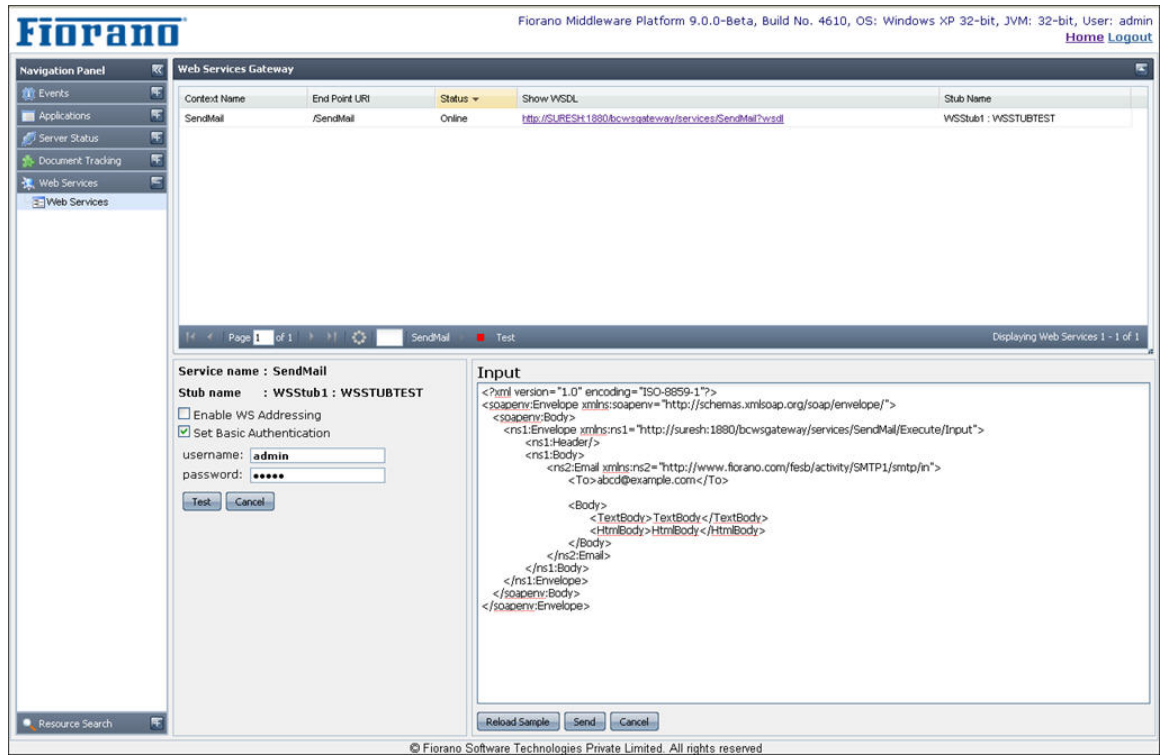 Fiorano
Fiorano Middleware Platform 9.0.0-Beta, Build No. 4610, OS: Windows XP 32-bit, JVM: 32-bit, User: admin
Home Logout
Navigation Panel
Events
Applications
Server Status
Document Tracking
Web Services
Web Services
Resource Search
Web Services Gateway
Context Name End Point URI Status Show WSDL Stub Name
SendMail /SendMail Online http://SURESH:1880/bcwsgateway/services/SendMail?wsdl WSStub1 : WSSTUBTEST
Page 1 of 1 SendMail Test Displaying Web Services 1 - 1 of 1
Service name : SendMail
Stub name : WSStub1 : WSSTUBTEST
Enable WS Addressing
Set Basic Authentication
username: admin
password: •••••
Test Cancel
Input
<?xml version="1.0" encoding="ISO-8859-1"?>
<soapenv:Envelope xmlns:soapenv="http://schemas.xmlsoap.org/soap/envelope/">
<soapenv:Body>
<ns1:Envelope xmlns:ns1="http://suresh:1880/bcwsgateway/services/SendMail/Execute/Input">
<ns1:Header/>
<ns1:Body>
<ns2:Email xmlns:ns2="http://www.fiorano.com/fesb/activity/SMTP1/smtp/in">
<To>abcd@example.com</To>
<Body>
<TextBody>TextBody</TextBody>
<HtmlBody>HtmlBody</HtmlBody>
</Body>
</ns2:Email>
</ns1:Body>
</ns1:Envelope>
</soapenv:Body>
</soapenv:Envelope>
Reload Sample Send Cancel
© Fiorano Software Technologies Private Limited. All rights reserved